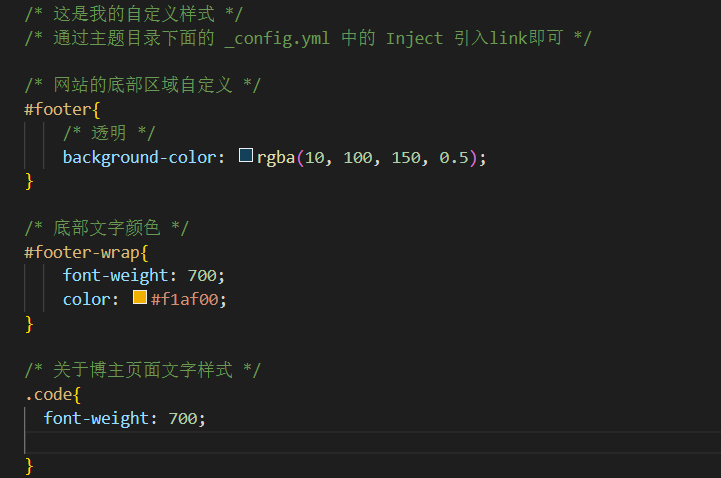 /* 这是我的自定义样式 */
/* 通过主题目录下面的 _config.yml 中的 Inject 引入link即可 */
/* 网站的底部区域自定义 */
#footer{
/* 透明 */
background-color: rgba(10, 100, 150, 0.5);
}
/* 底部文字颜色 */
#footer-wrap{
font-weight: 700;
color: #f1af00;
}
/* 关于博主页面文字样式 */
.code{
font-weight: 700;
}